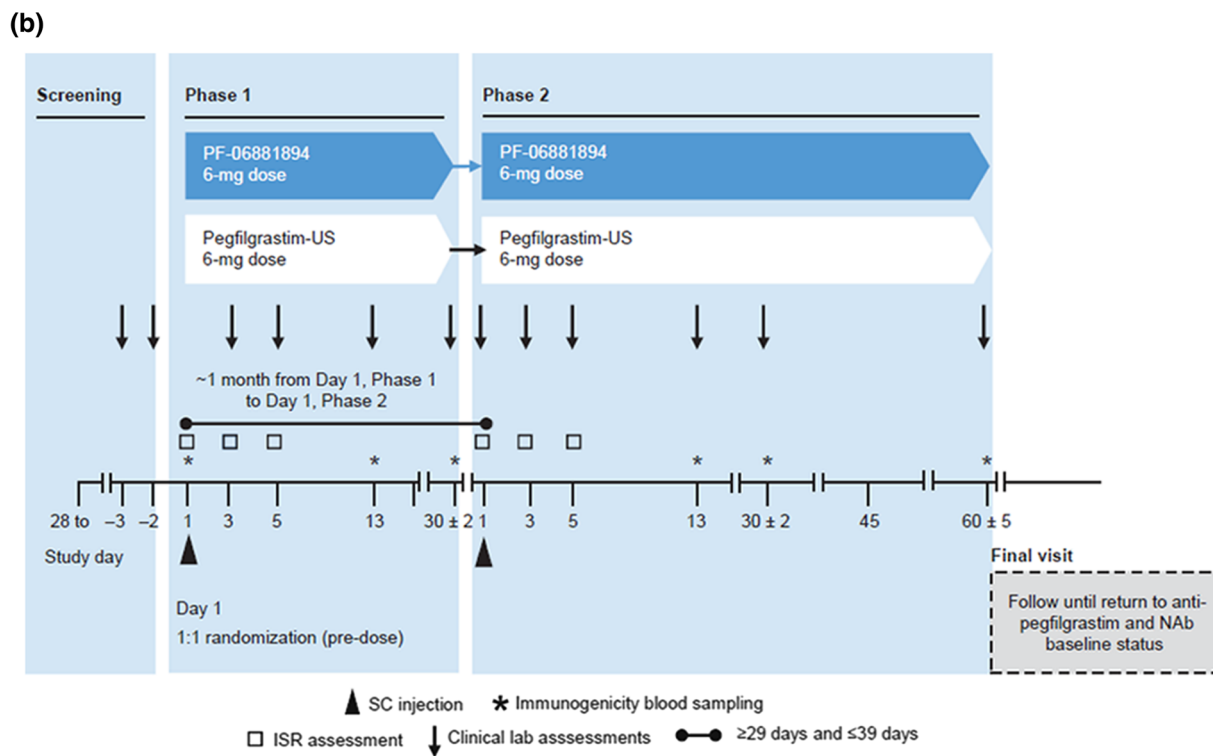 (b)
Screening
Phase 1
Phase 2
PF-06881894
6-mg dose
PF-06881894
6-mg dose
Pegfilgrastim-US
6-mg dose
Pegfilgrastim-US
6-mg dose
~1 month from Day 1, Phase 1
to Day 1, Phase 2
* * * * * *
28 to –3 –2 1 3 5 13 30 ± 2 1 3 5 13 30 ± 2 45 60 ± 5
Study day
Final visit
Day 1
1:1 randomization (pre-dose)
Follow until return to anti-
pegfilgrastim and NAb
baseline status
SC injection * Immunogenicity blood sampling
ISR assessment Clinical lab asssessments ≥29 days and ≤39 days